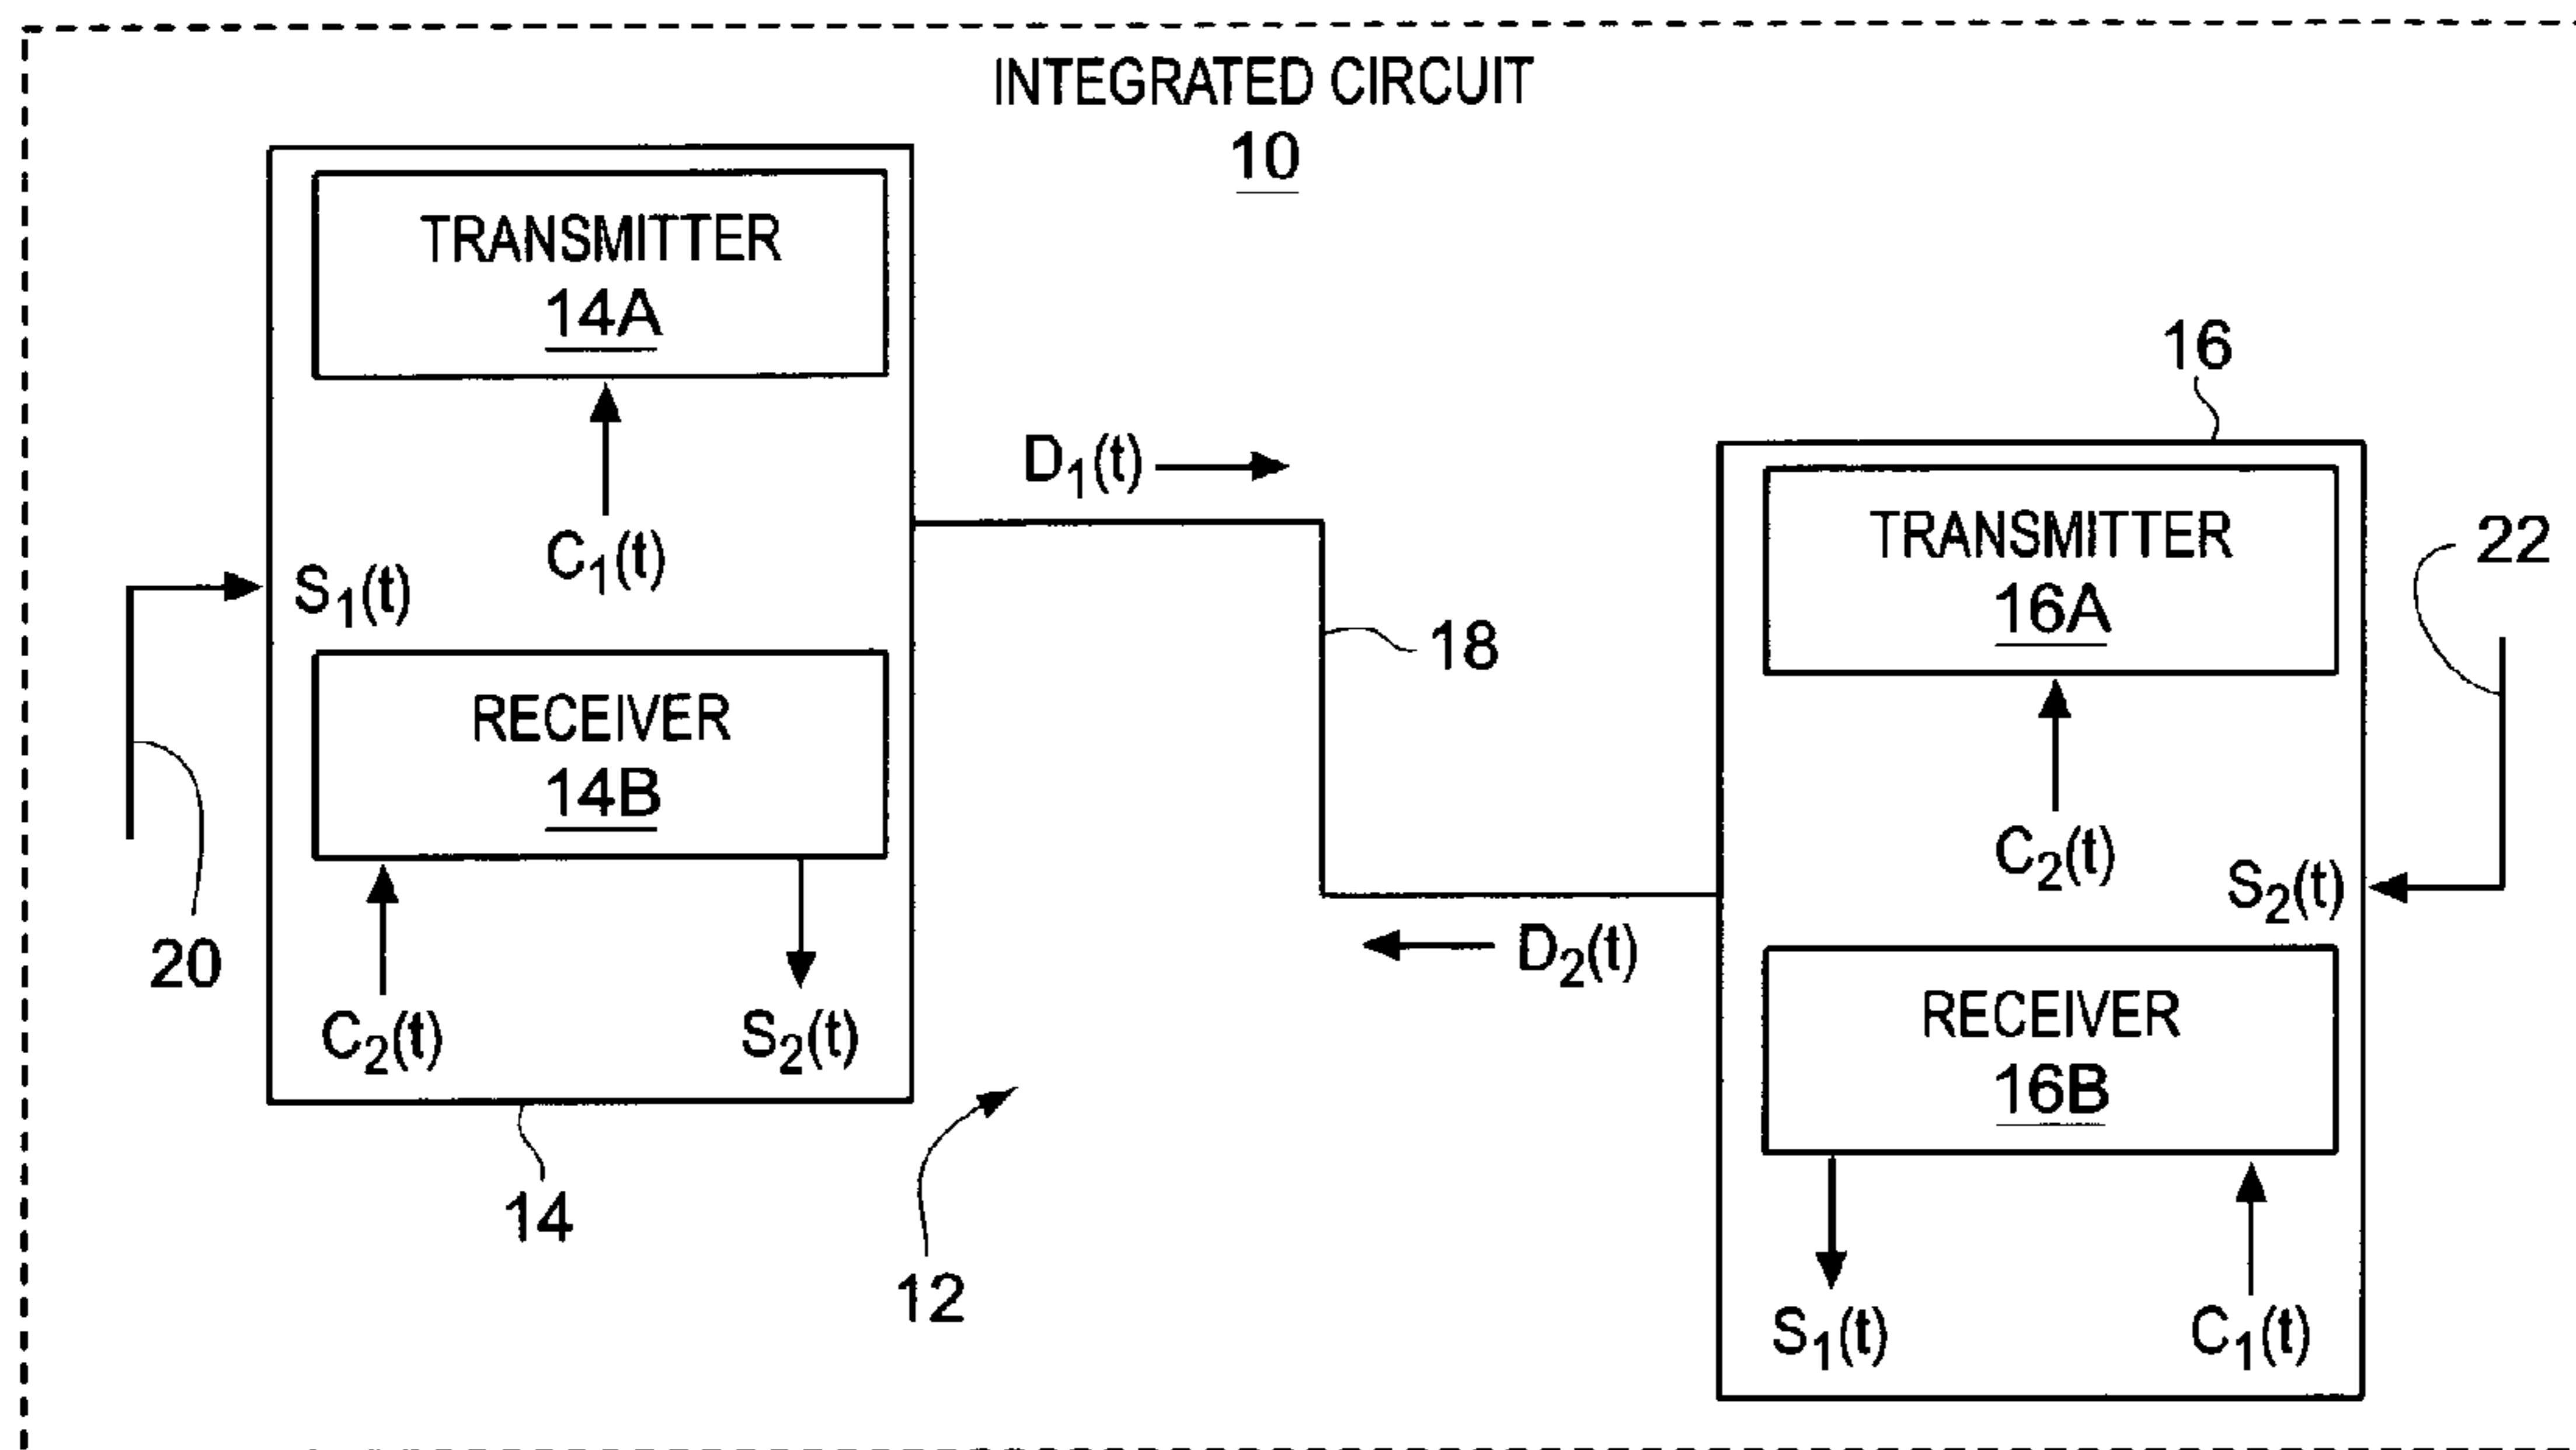 INTEGRATED CIRCUIT
10
TRANSMITTER
14A
C₁(t)
S₁(t)
RECEIVER
14B
C₂(t)
S₂(t)
14
20
D₁(t)
18
D₂(t)
12
16
TRANSMITTER
16A
C₂(t)
S₂(t)
22
RECEIVER
16B
S₁(t)
C₁(t)